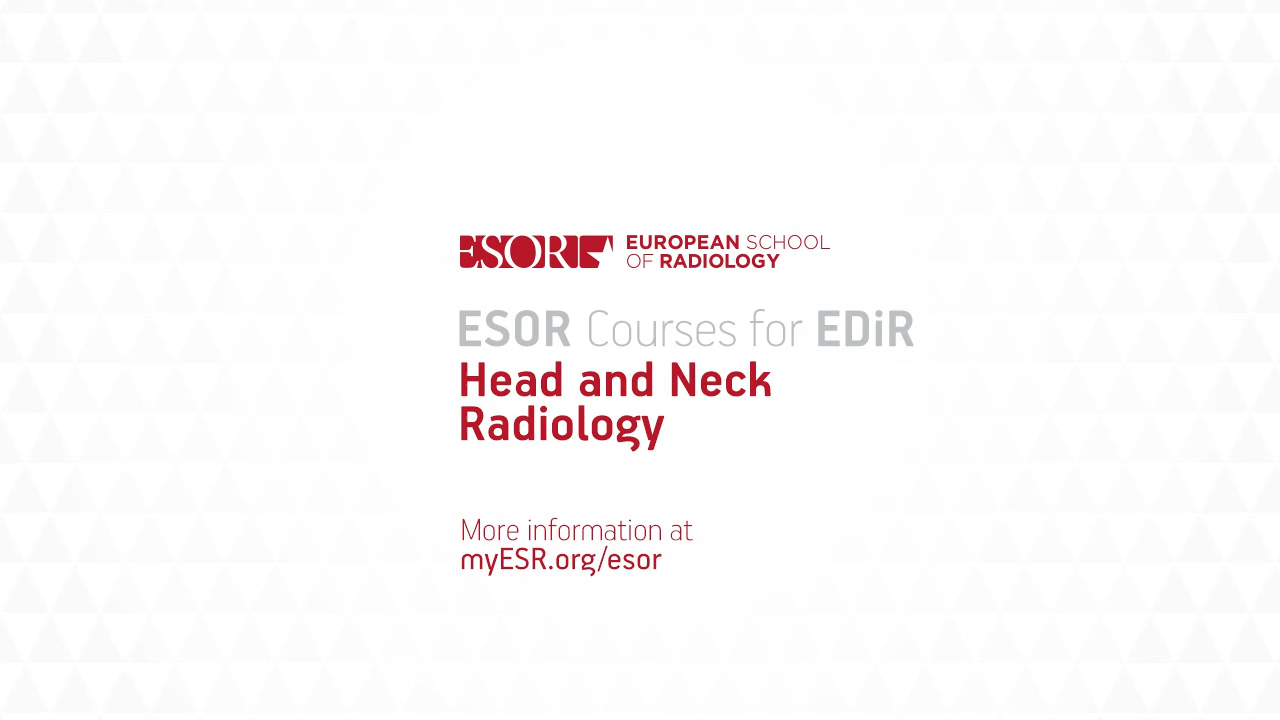 ESOR EUROPEAN SCHOOL
OF RADIOLOGY
ESOR Courses for EDiR
Head and Neck
Radiology
More information at
myESR.org/esor